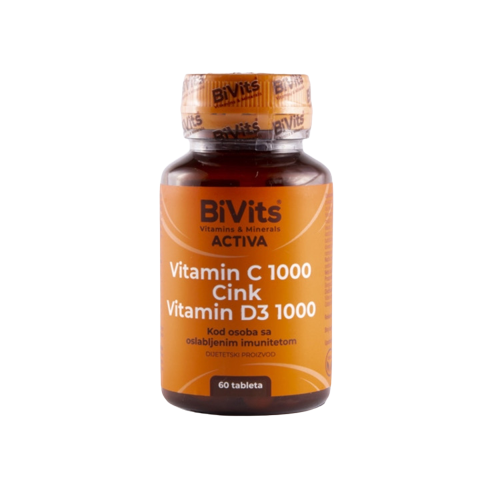 BiVits
BiVits
BiVits®
Vitamins & Minerals
ACTIVA
Vitamin C 1000
Cink
Vitamin D3 1000
Kod osoba sa
oslabljenim imunitetom
DIJETETSKI PROIZVOD
60 tableta